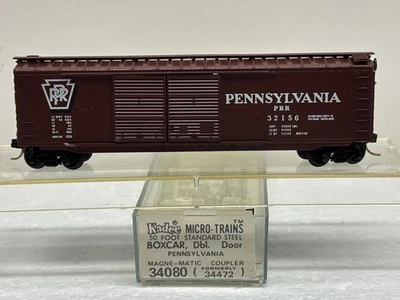 PRR
PENNSYLVANIA
PRR
32156
Kadee MICRO-TRAINS™
50 FOOT STANDARD STEEL
BOXCAR, Dbl. Door
PENNSYLVANIA
MAGNE-MATIC COUPLER
34080 (FORMERLY 34472)